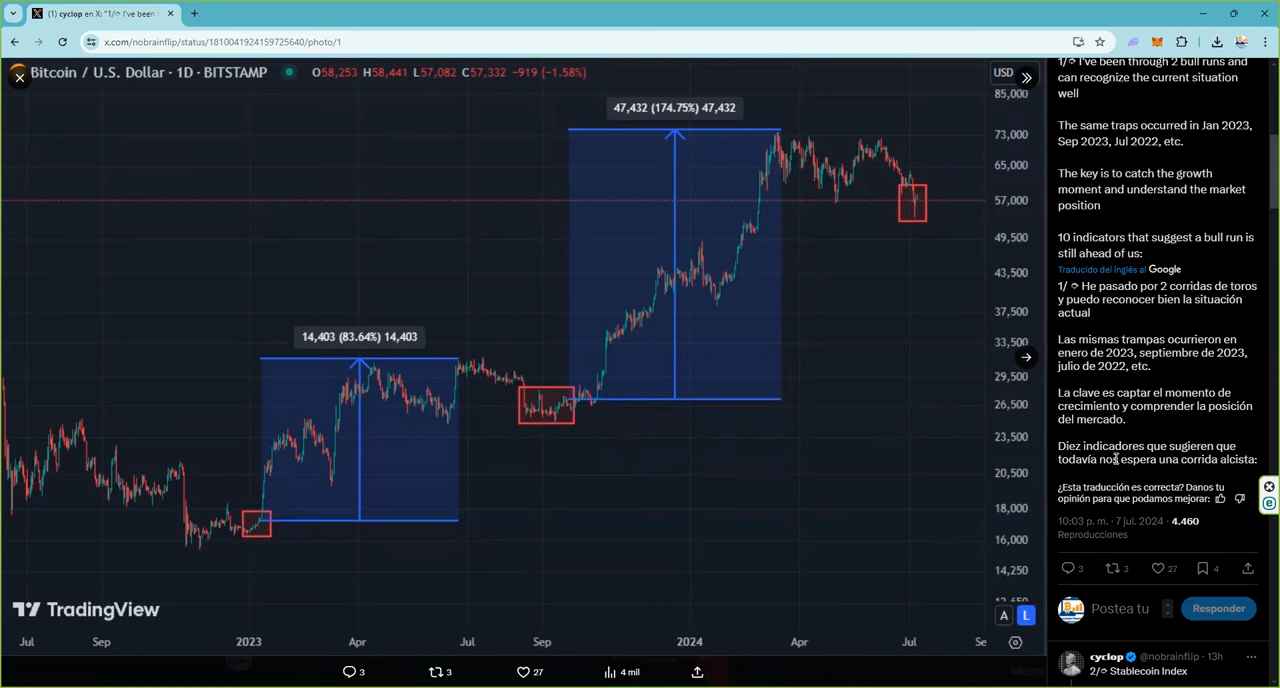 (1) cyclop en X: "1/
x.com/nobrainflip/status/1810041924159725640/photo/1
Bitcoin / U.S. Dollar · 1D · BITSTAMP
O58,253 H58,441 L57,082 C57,332 -919 (-1.58%)
USD
85,000
73,000
65,000
57,000
49,500
43,500
37,500
33,500
29,500
26,500
23,500
20,500
18,000
16,000
14,250
12,650
47,432 (174.75%) 47,432
14,403 (83.64%) 14,403
TradingView
A
L
Jul
Sep
2023
Apr
Jul
Sep
2024
Apr
Jul
Se
3
3
27
4 mil
1/ I've been through 2 bull runs and
can recognize the current situation
well
The same traps occurred in Jan 2023,
Sep 2023, Jul 2022, etc.
The key is to catch the growth
moment and understand the market
position
10 indicators that suggest a bull run is
still ahead of us:
Traducido del inglés al Google
1/ He pasado por 2 corridas de toros
y puedo reconocer bien la situación
actual
Las mismas trampas ocurrieron en
enero de 2023, septiembre de 2023,
julio de 2022, etc.
La clave es captar el momento de
crecimiento y comprender la posición
del mercado.
Diez indicadores que sugieren que
todavía nos espera una corrida alcista:
¿Esta traducción es correcta? Danos tu
opinión para que podamos mejorar:
10:03 p. m. · 7 jul. 2024 · 4.460
Reproducciones
3
3
27
4
Postea tu
Responder
cyclop @nobrainflip · 13h
2/ Stablecoin Index